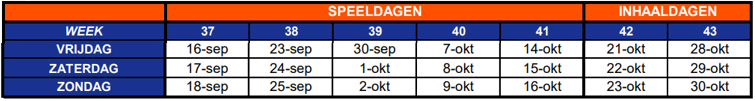 SPEELDAGEN INHAALDAGEN
WEEK 37 38 39 40 41 42 43
VRIJDAG 16-sep 23-sep 30-sep 7-okt 14-okt 21-okt 28-okt
ZATERDAG 17-sep 24-sep 1-okt 8-okt 15-okt 22-okt 29-okt
ZONDAG 18-sep 25-sep 2-okt 9-okt 16-okt 23-okt 30-okt